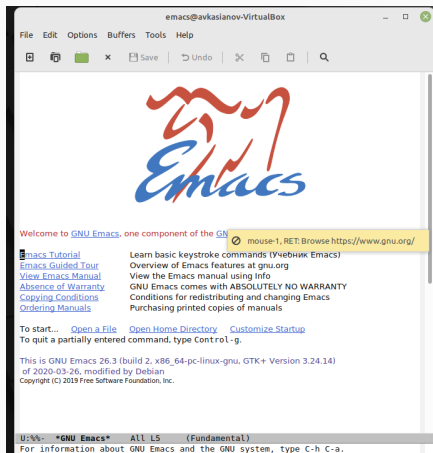 emacs@avkasianov-VirtualBox
File Edit Options Buffers Tools Help
Save Undo
Emacs
Welcome to GNU Emacs, one component of the GN
mouse-1, RET: Browse https://www.gnu.org/
Emacs Tutorial Learn basic keystroke commands (Учебник Emacs)
Emacs Guided Tour Overview of Emacs features at gnu.org
View Emacs Manual View the Emacs manual using Info
Absence of Warranty GNU Emacs comes with ABSOLUTELY NO WARRANTY
Copying Conditions Conditions for redistributing and changing Emacs
Ordering Manuals Purchasing printed copies of manuals
To start... Open a File Open Home Directory Customize Startup
To quit a partially entered command, type Control-g.
This is GNU Emacs 26.3 (build 2, x86_64-pc-linux-gnu, GTK+ Version 3.24.14)
of 2020-03-26, modified by Debian
Copyright (C) 2019 Free Software Foundation, Inc.
U:%%- *GNU Emacs* All L5 (Fundamental)
For information about GNU Emacs and the GNU system, type C-h C-a.